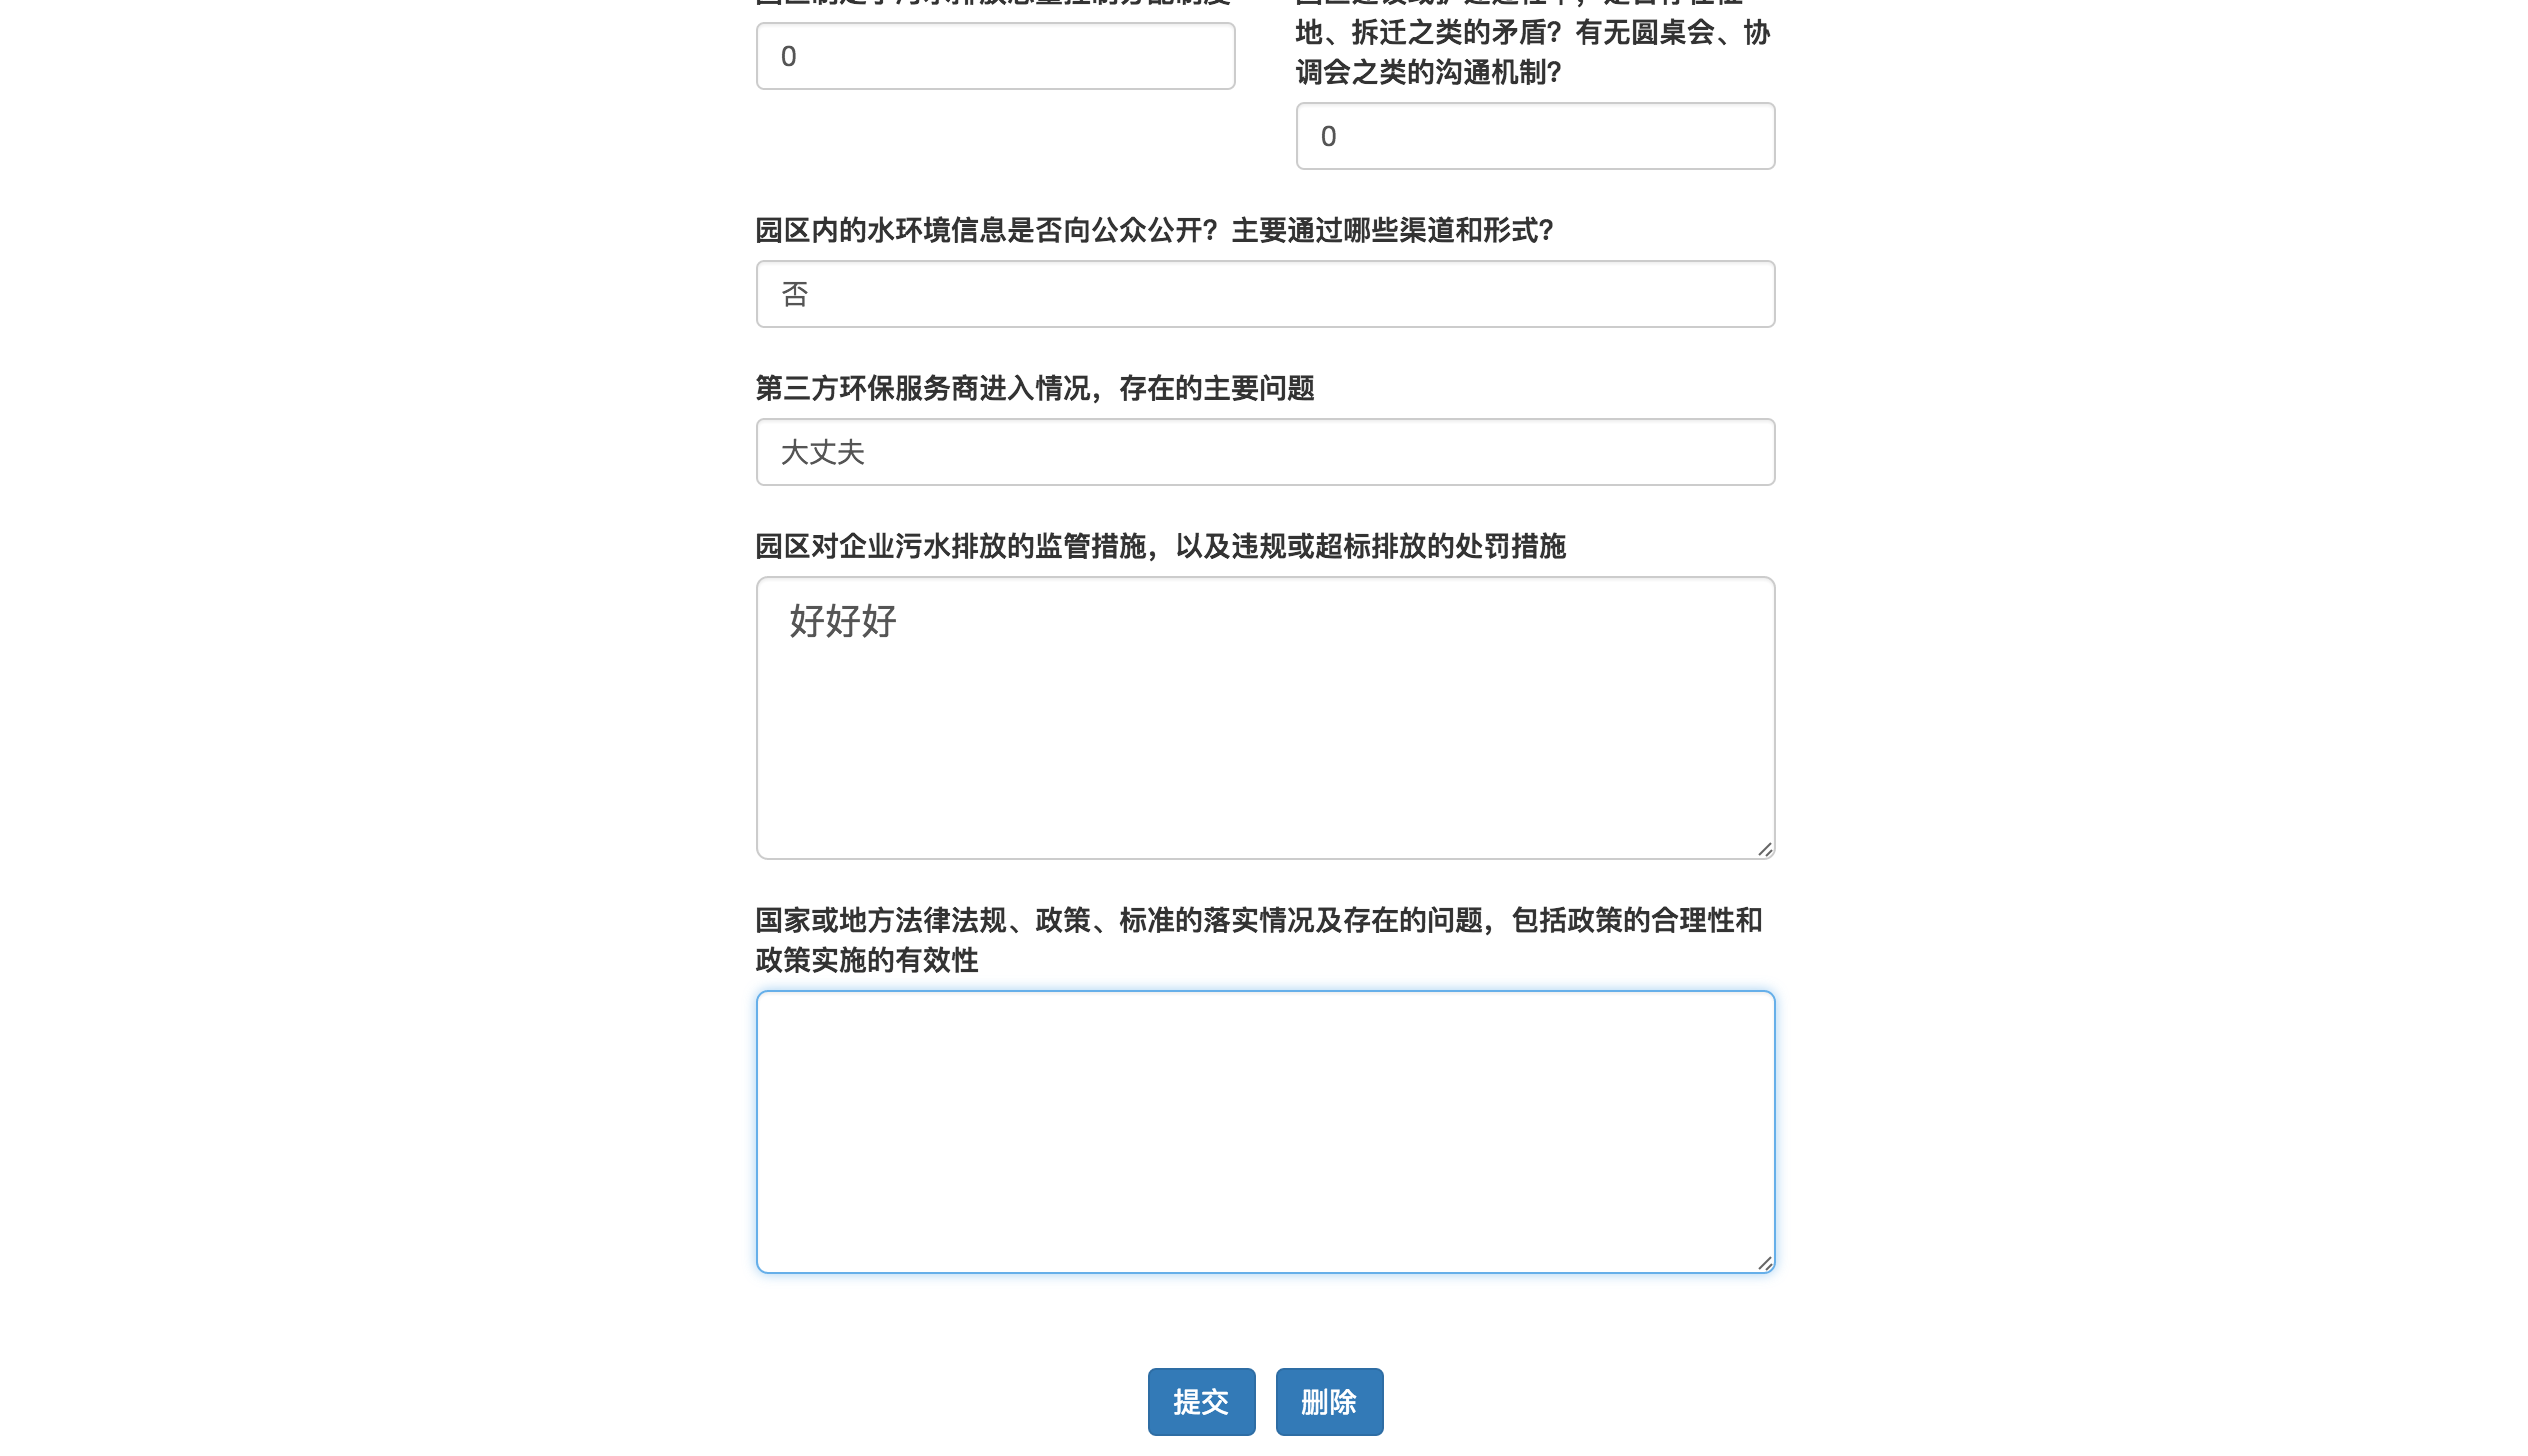 0
地、拆迁之类的矛盾？有无圆桌会、协
调会之类的沟通机制？
0
园区内的水环境信息是否向公众公开？主要通过哪些渠道和形式？
否
第三方环保服务商进入情况，存在的主要问题
大丈夫
园区对企业污水排放的监管措施，以及违规或超标排放的处罚措施
好好好
国家或地方法律法规、政策、标准的落实情况及存在的问题，包括政策的合理性和
政策实施的有效性
提交 删除